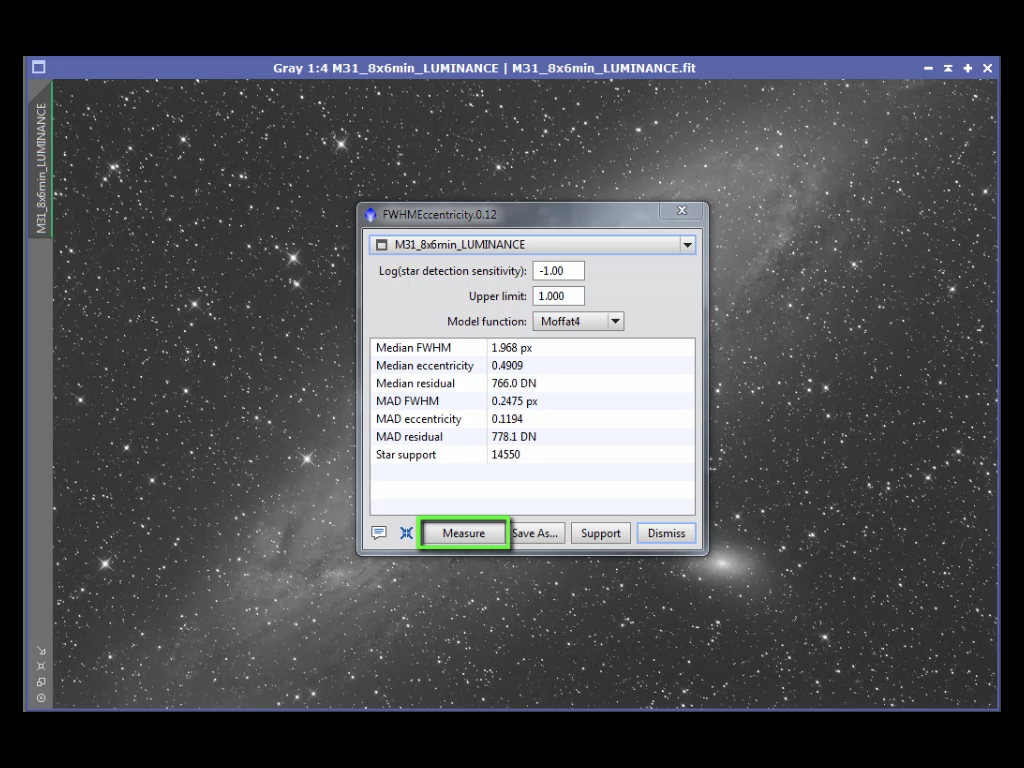 Gray 1:4 M31_8x6min_LUMINANCE | M31_8x6min_LUMINANCE.fit
M31_8x6min_LUMINANCE
FWHMEccentricity.0.12
M31_8x6min_LUMINANCE
Log(star detection sensitivity): -1.00
Upper limit: 1.000
Model function: Moffat4
Median FWHM 1.968 px
Median eccentricity 0.4909
Median residual 766.0 DN
MAD FWHM 0.2475 px
MAD eccentricity 0.1194
MAD residual 778.1 DN
Star support 14550
Measure Save As... Support Dismiss